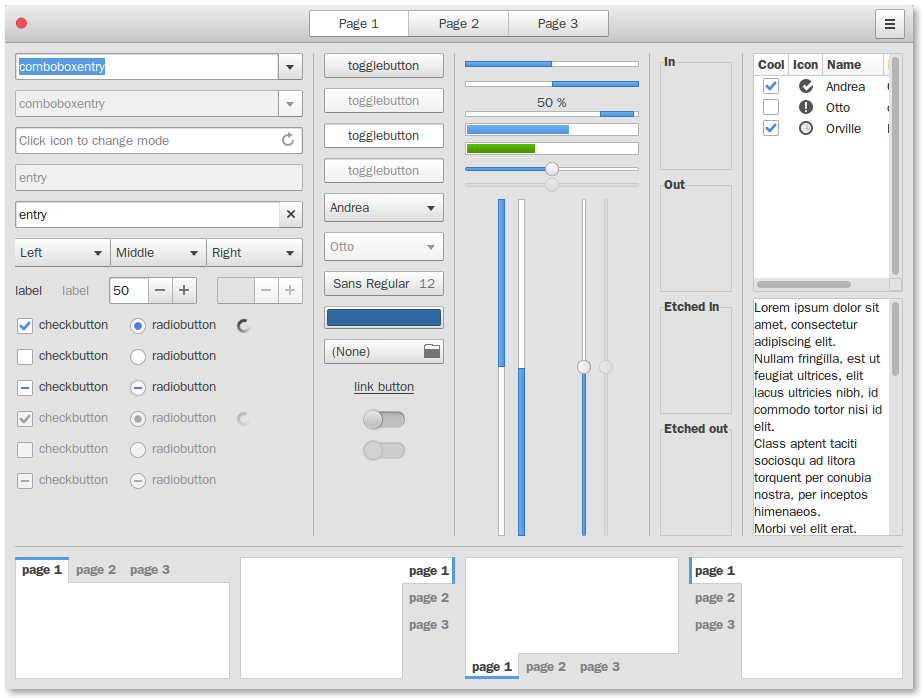 Page 1
Page 2
Page 3
comboboxentry
comboboxentry
Click icon to change mode
entry
entry
Left
Middle
Right
label
label
50
checkbutton
radiobutton
checkbutton
radiobutton
checkbutton
radiobutton
checkbutton
radiobutton
checkbutton
radiobutton
checkbutton
radiobutton
togglebutton
togglebutton
togglebutton
togglebutton
Andrea
Otto
Sans Regular 12
(None)
link button
50 %
In
Out
Etched In
Etched out
Cool Icon Name
Andrea
Otto
Orville
Lorem ipsum dolor sit
amet, consectetur
adipiscing elit.
Nullam fringilla, est ut
feugiat ultrices, elit
lacus ultricies nibh, id
commodo tortor nisi id
elit.
Class aptent taciti
sociosqu ad litora
torquent per conubia
nostra, per inceptos
himenaeos.
Morbi vel elit erat.
page 1
page 2
page 3
page 1
page 2
page 3
page 1
page 2
page 3
page 1
page 2
page 3